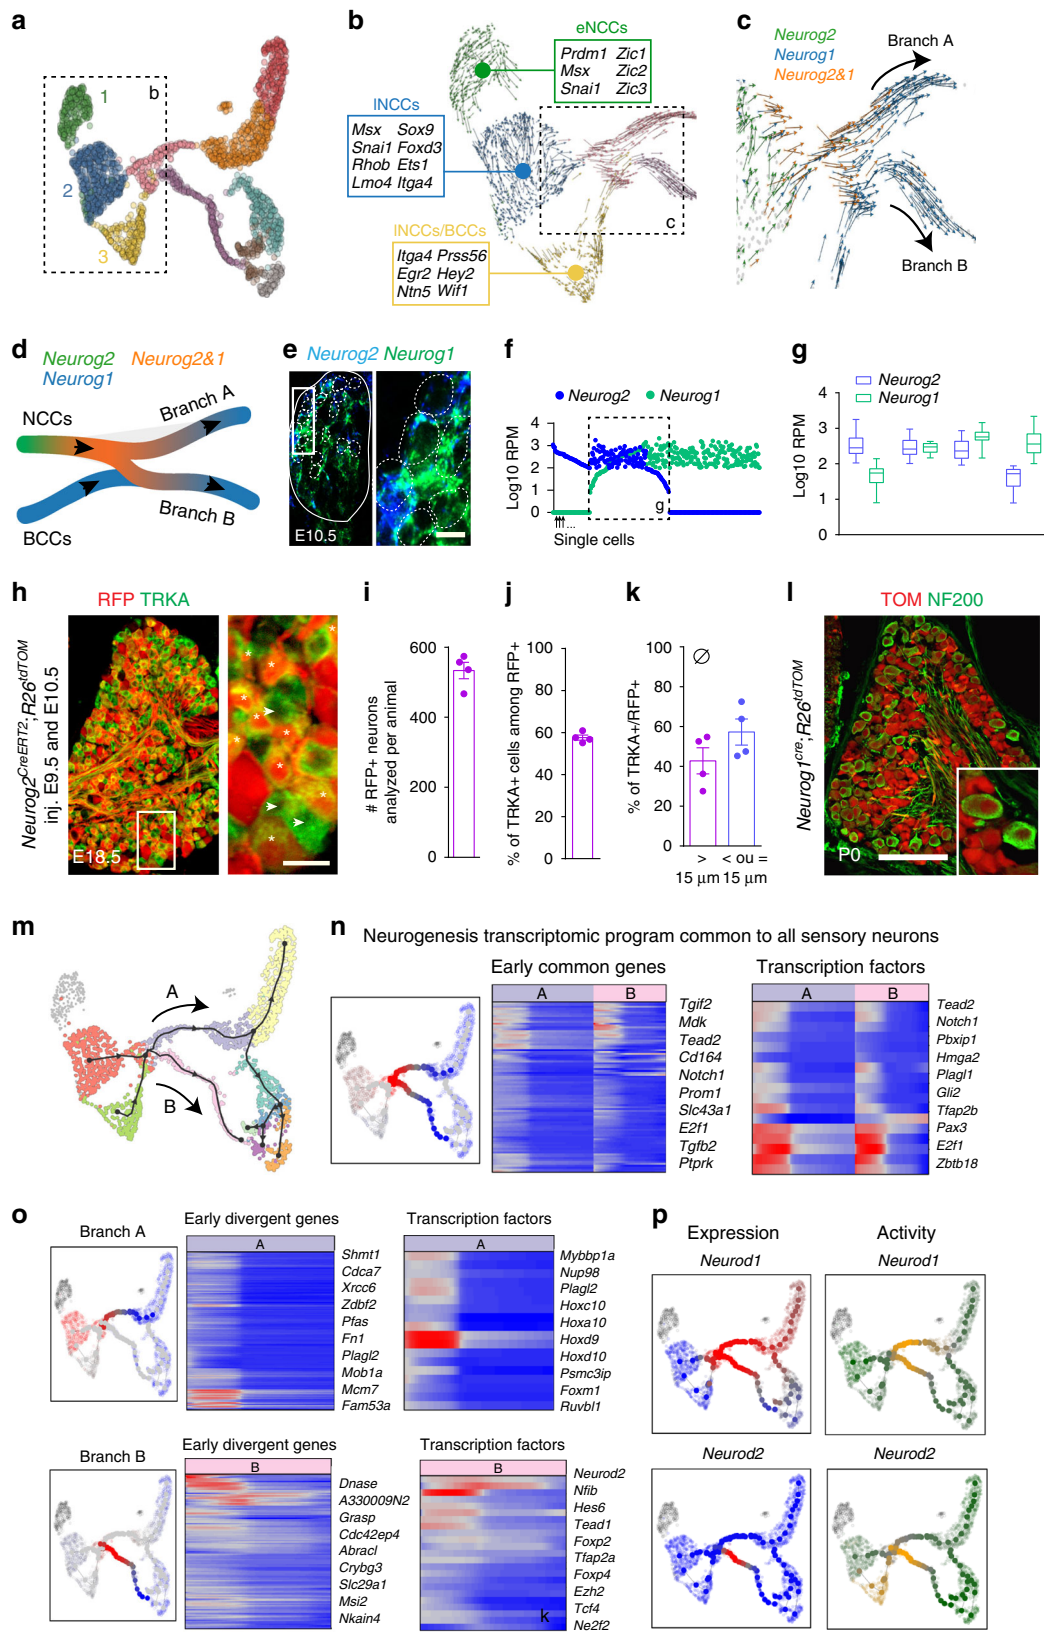 a
b
1
2
3
b
eNCCs
Prdm1 Zic1
Msx Zic2
Snai1 Zic3
lNCCs
Msx Sox9
Snai1 Foxd3
Rhob Ets1
Lmo4 Itga4
lNCCs/BCCs
Itga4 Prss56
Egr2 Hey2
Ntn5 Wif1
c
c
Neurog2
Neurog1
Neurog2&1
Branch A
Branch B
d
Neurog2 Neurog2&1
Neurog1
NCCs
Branch A
Branch B
BCCs
e
Neurog2 Neurog1
E10.5
f
Neurog2 Neurog1
Log10 RPM
4
3
2
1
0
g
...
Single cells
g
Neurog2
Neurog1
Log10 RPM
4
3
2
1
0
h
RFP TRKA
Neurog2CreERT2;R26tdTOM
inj. E9.5 and E10.5
E18.5
i
# RFP+ neurons
analyzed per animal
600
400
200
0
j
% of TRKA+ cells among RFP+
100
80
60
40
20
0
k
% of TRKA+/RFP+
100
80
60
40
20
0
∅
> < ou =
15 µm 15 µm
l
TOM NF200
Neurog1cre;R26tdTOM
P0
m
A
B
n
Neurogenesis transcriptomic program common to all sensory neurons
Early common genes
A B
Tgif2
Mdk
Tead2
Cd164
Notch1
Prom1
Slc43a1
E2f1
Tgfb2
Ptprk
Transcription factors
A B
Tead2
Notch1
Pbxip1
Hmga2
Plagl1
Gli2
Tfap2b
Pax3
E2f1
Zbtb18
o
Branch A
Early divergent genes
A
Shmt1
Cdca7
Xrcc6
Zdbf2
Pfas
Fn1
Plagl2
Mob1a
Mcm7
Fam53a
Transcription factors
A
Mybbp1a
Nup98
Plagl2
Hoxc10
Hoxa10
Hoxd9
Hoxd10
Psmc3ip
Foxm1
Ruvbl1
Branch B
Early divergent genes
B
Dnase
A330009N2
Grasp
Cdc42ep4
Abracl
Crybg3
Slc29a1
Msi2
Nkain4
Transcription factors
B
k
Neurod2
Nfib
Hes6
Tead1
Foxp2
Tfap2a
Foxp4
Ezh2
Tcf4
Ne2f2
p
Expression Activity
Neurod1 Neurod1
Neurod2 Neurod2